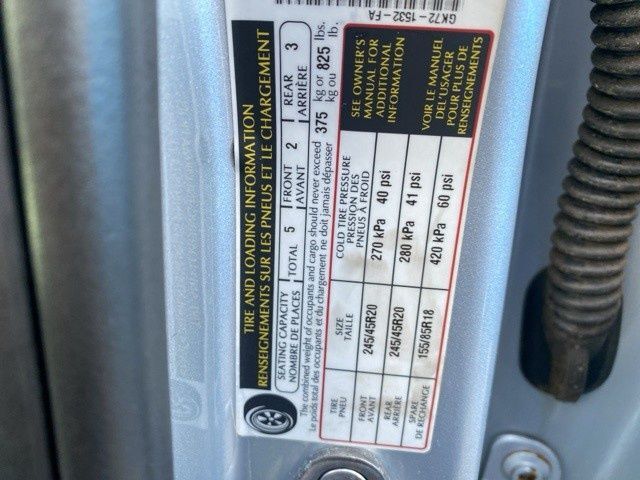 GK72-1532-FA
TIRE AND LOADING INFORMATION
RENSEIGNEMENTS SUR LES PNEUS ET LE CHARGEMENT
SEATING CAPACITY
NOMBRE DE PLACES
TOTAL 5
FRONT
AVANT
2
REAR
ARRIÈRE
3
The combined weight of occupants and cargo should never exceed
Le poids total des occupants et du chargement ne doit jamais dépasser
375 kg or 825 lbs.
kg ou lb.
TIRE
PNEU
SIZE
TAILLE
COLD TIRE PRESSURE
PRESSION DES
PNEUS À FROID
SEE OWNER'S
MANUAL FOR
ADDITIONAL
INFORMATION
VOIR LE MANUEL
DE L'USAGER
POUR PLUS DE
RENSEIGNEMENTS
FRONT
AVANT
245/45R20
270 kPa 40 psi
REAR
ARRIÈRE
245/45R20
280 kPa 41 psi
SPARE
DE RECHANGE
155/85R18
420 kPa 60 psi